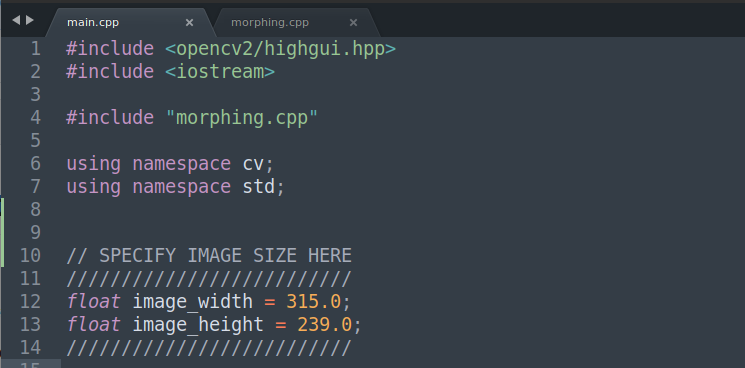 main.cpp × morphing.cpp ×
1 #include <opencv2/highgui.hpp>
2 #include <iostream>
3
4 #include "morphing.cpp"
5
6 using namespace cv;
7 using namespace std;
8
9
10 // SPECIFY IMAGE SIZE HERE
11 //////////////////////////
12 float image_width = 315.0;
13 float image_height = 239.0;
14 //////////////////////////
15